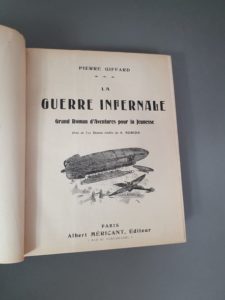 PIERRE GIFFARD
LA
GUERRE INFERNALE
Grand Roman d'Aventures pour la Jeunesse
PARIS
Albert MÉRICANT, Éditeur